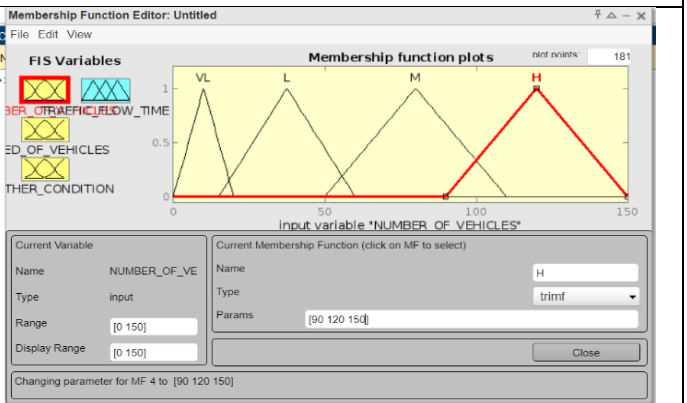 Membership Function Editor: Untitled
File Edit View
FIS Variables
Membership function plots
plot points:
181
BER_OF_VEHICLES
TRAFFIC_FLOW_TIME
ED_OF_VEHICLES
THER_CONDITION
VL
L
M
H
1
0.5
0
0
50
100
150
input variable "NUMBER_OF_VEHICLES"
Current Variable
Name NUMBER_OF_VE
Type input
Range [0 150]
Display Range [0 150]
Current Membership Function (click on MF to select)
Name H
Type trimf
Params [90 120 150]
Close
Changing parameter for MF 4 to [90 120 150]